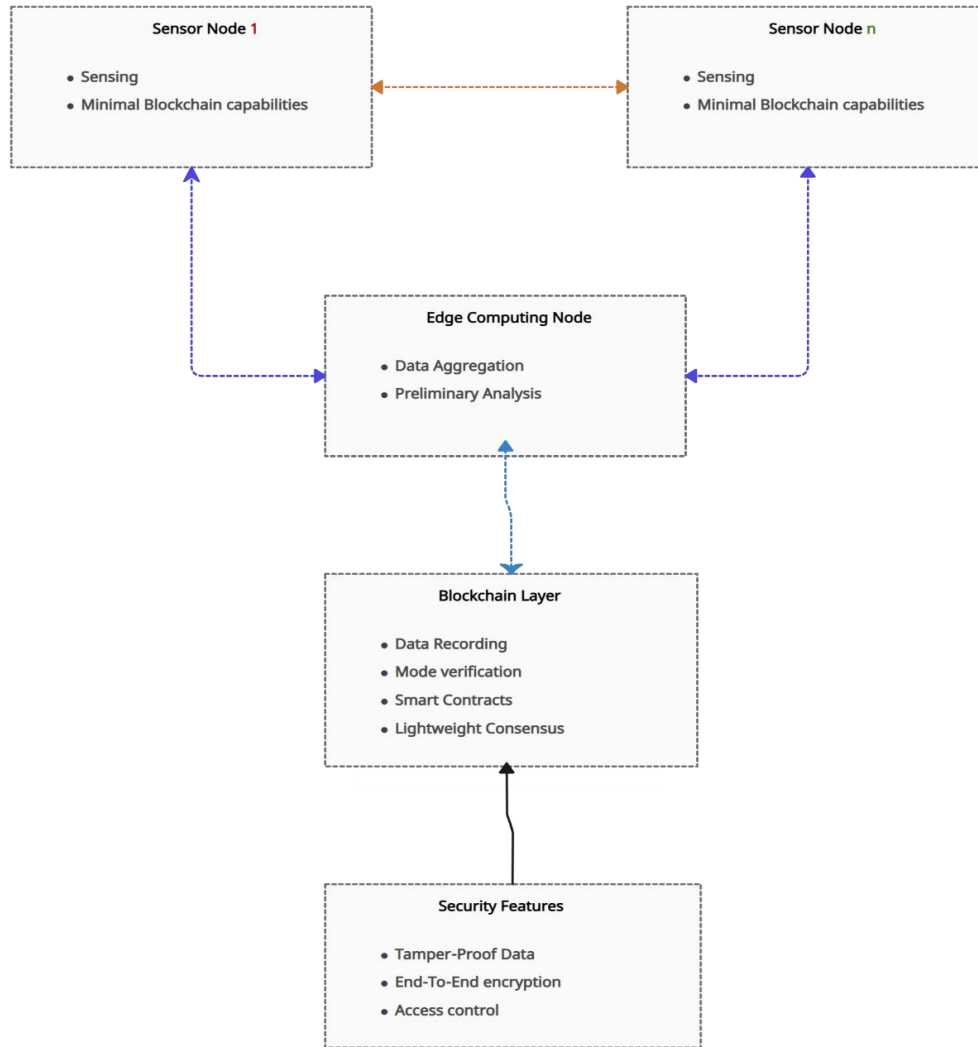 Sensor Node 1
• Sensing
• Minimal Blockchain capabilities
Sensor Node n
• Sensing
• Minimal Blockchain capabilities
Edge Computing Node
• Data Aggregation
• Preliminary Analysis
Blockchain Layer
• Data Recording
• Mode verification
• Smart Contracts
• Lightweight Consensus
Security Features
• Tamper-Proof Data
• End-To-End encryption
• Access control